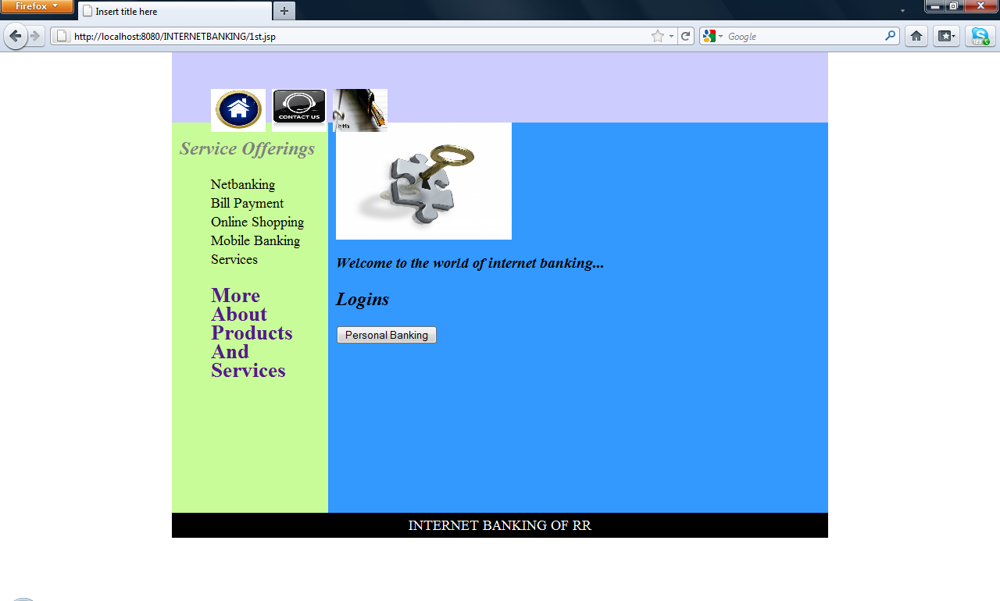 Firefox
Insert title here
http://localhost:8080/INTERNETBANKING/1st.jsp
Google
CONTACT US
Service Offerings
Netbanking
Bill Payment
Online Shopping
Mobile Banking
Services
More
About
Products
And
Services
Welcome to the world of internet banking...
Logins
Personal Banking
INTERNET BANKING OF RR